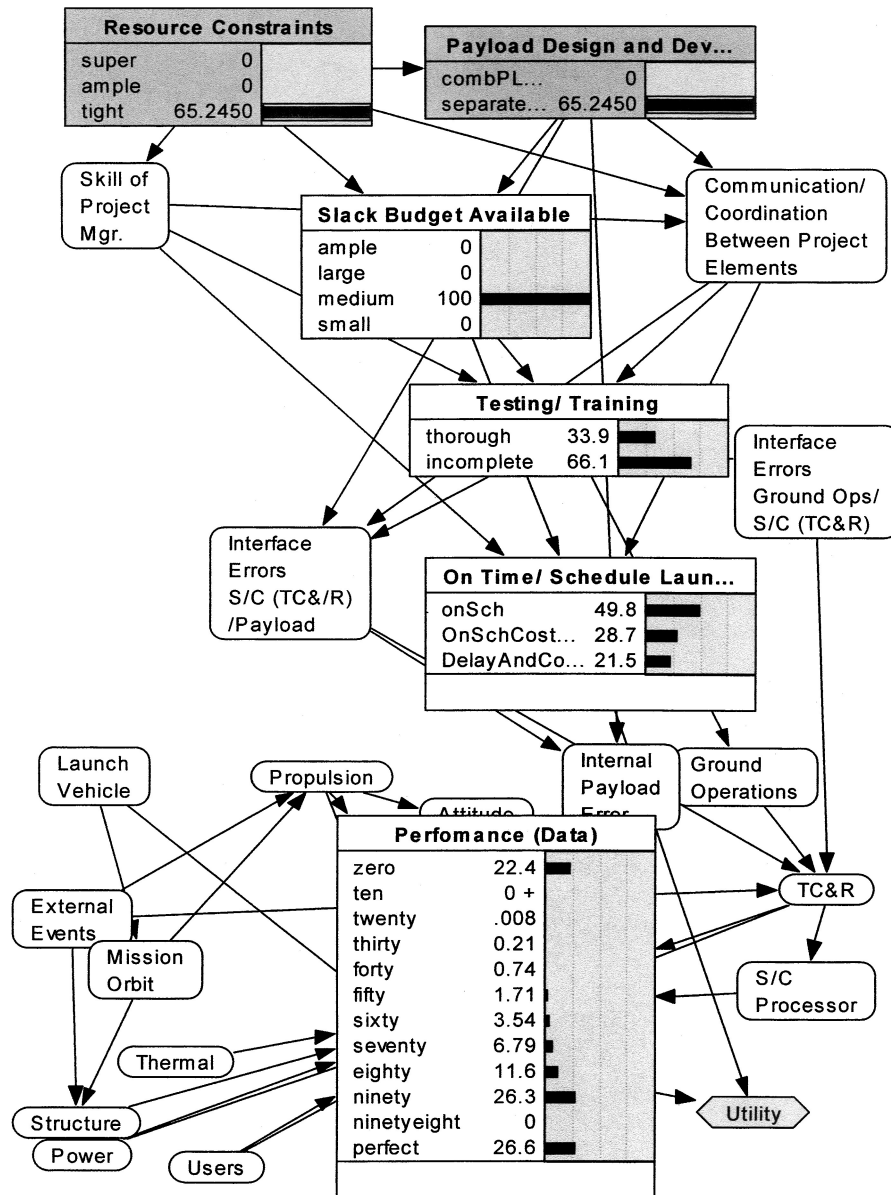 Resource Constraints
super 0
ample 0
tight 65.2450
Payload Design and Dev...
combPL... 0
separate... 65.2450
Skill of
Project
Mgr.
Slack Budget Available
ample 0
large 0
medium 100
small 0
Communication/
Coordination
Between Project
Elements
Testing/ Training
thorough 33.9
incomplete 66.1
Interface
Errors
Ground Ops/
S/C (TC&R)
Interface
Errors
S/C (TC&/R)
/Payload
On Time/ Schedule Laun...
onSch 49.8
OnSchCost... 28.7
DelayAndCo... 21.5
Launch
Vehicle
Propulsion
Attitude
Internal
Payload
Error
Ground
Operations
Perfomance (Data)
zero 22.4
ten 0 +
twenty .008
thirty 0.21
forty 0.74
fifty 1.71
sixty 3.54
seventy 6.79
eighty 11.6
ninety 26.3
ninetyeight 0
perfect 26.6
TC&R
External
Events
Mission
Orbit
S/C
Processor
Thermal
Structure
Power
Users
Utility